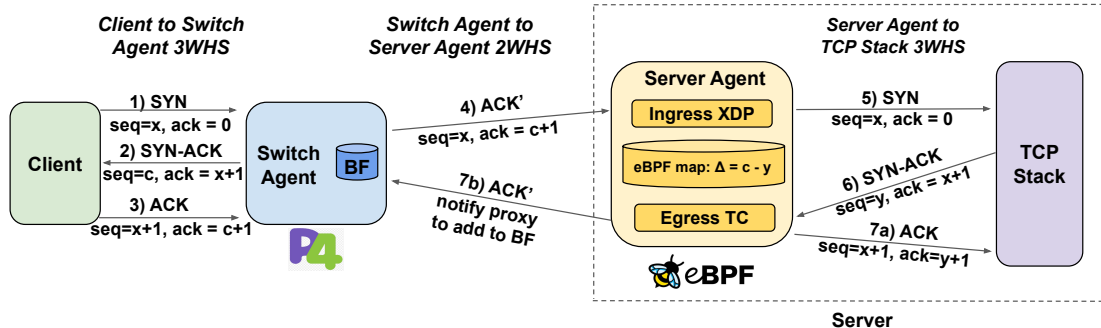 Client to Switch
Agent 3WHS
Switch Agent to
Server Agent 2WHS
Server Agent to
TCP Stack 3WHS
Client
1) SYN
seq=x, ack = 0
2) SYN-ACK
seq=c, ack = x+1
3) ACK
seq=x+1, ack = c+1
Switch
Agent
BF
P4
4) ACK’
seq=x, ack = c+1
7b) ACK’
notify proxy
to add to BF
Server Agent
Ingress XDP
eBPF map: Δ = c - y
Egress TC
eBPF
5) SYN
seq=x, ack = 0
6) SYN-ACK
seq=y, ack = x+1
7a) ACK
seq=x+1, ack=y+1
TCP
Stack
Server